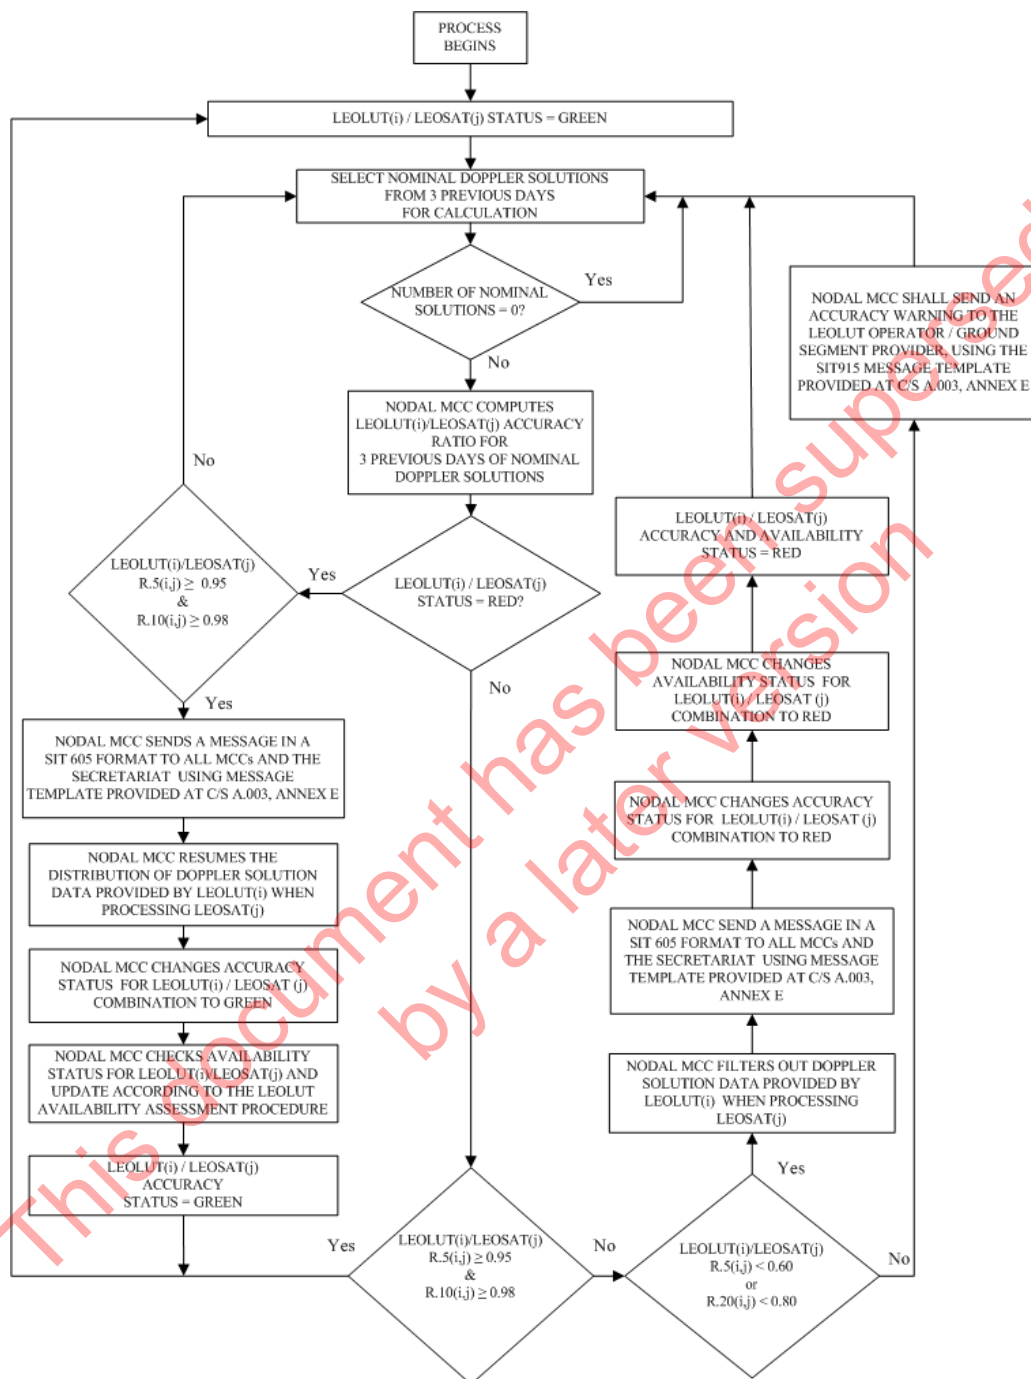 PROCESS
BEGINS
LEOLUT(i) / LEOSAT(j) STATUS = GREEN
SELECT NOMINAL DOPPLER SOLUTIONS
FROM 3 PREVIOUS DAYS
FOR CALCULATION
NUMBER OF NOMINAL
SOLUTIONS = 0?
Yes
No
NODAL MCC SHALL SEND AN
ACCURACY WARNING TO THE
LEOLUT OPERATOR / GROUND
SEGMENT PROVIDER, USING THE
SIT915 MESSAGE TEMPLATE
PROVIDED AT C/S A.003, ANNEX E
NODAL MCC COMPUTES
LEOLUT(i)/LEOSAT(j) ACCURACY
RATIO FOR
3 PREVIOUS DAYS OF NOMINAL
DOPPLER SOLUTIONS
No
LEOLUT(i)/LEOSAT(j)
R.5(i,j) ≥ 0.95
&
R.10(i,j) ≥ 0.98
Yes
LEOLUT(i) / LEOSAT(j)
STATUS = RED?
No
Yes
LEOLUT(i) / LEOSAT(j)
ACCURACY AND AVAILABILITY
STATUS = RED
NODAL MCC CHANGES
AVAILABILITY STATUS FOR
LEOLUT(i) / LEOSAT (j)
COMBINATION TO RED
NODAL MCC SENDS A MESSAGE IN A
SIT 605 FORMAT TO ALL MCCs AND THE
SECRETARIAT USING MESSAGE
TEMPLATE PROVIDED AT C/S A.003, ANNEX E
NODAL MCC CHANGES ACCURACY
STATUS FOR LEOLUT(i) / LEOSAT (j)
COMBINATION TO RED
NODAL MCC RESUMES THE
DISTRIBUTION OF DOPPLER SOLUTION
DATA PROVIDED BY LEOLUT(i) WHEN
PROCESSING LEOSAT(j)
NODAL MCC SEND A MESSAGE IN A
SIT 605 FORMAT TO ALL MCCs AND
THE SECRETARIAT USING MESSAGE
TEMPLATE PROVIDED AT C/S A.003,
ANNEX E
NODAL MCC CHANGES ACCURACY
STATUS FOR LEOLUT(i) / LEOSAT (j)
COMBINATION TO GREEN
NODAL MCC CHECKS AVAILABILITY
STATUS FOR LEOLUT(i)/LEOSAT(j) AND
UPDATE ACCORDING TO THE LEOLUT
AVAILABILITY ASSESSMENT PROCEDURE
NODAL MCC FILTERS OUT DOPPLER
SOLUTION DATA PROVIDED BY
LEOLUT(i) WHEN PROCESSING
LEOSAT(j)
LEOLUT(i) / LEOSAT(j)
ACCURACY
STATUS = GREEN
Yes
Yes
LEOLUT(i)/LEOSAT(j)
R.5(i,j) ≥ 0.95
&
R.10(i,j) ≥ 0.98
No
LEOLUT(i)/LEOSAT(j)
R.5(i,j) < 0.60
or
R.20(i,j) < 0.80
No
This document has been superseded
by a later version